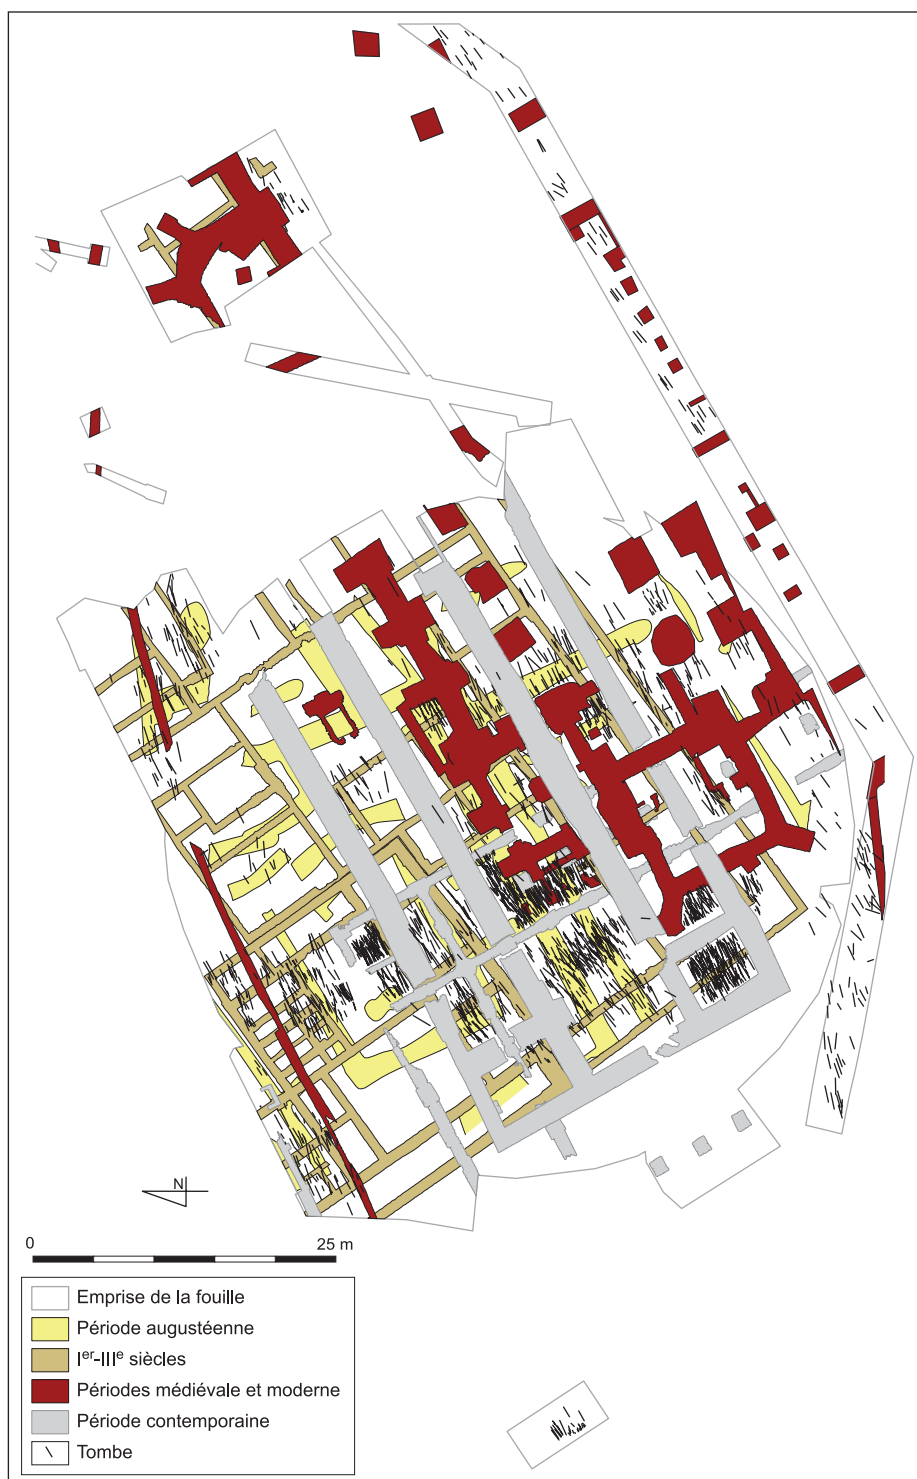 N
0 25 m
Emprise de la fouille
Période augustéenne
Ier-IIIe siècles
Périodes médiévale et moderne
Période contemporaine
Tombe